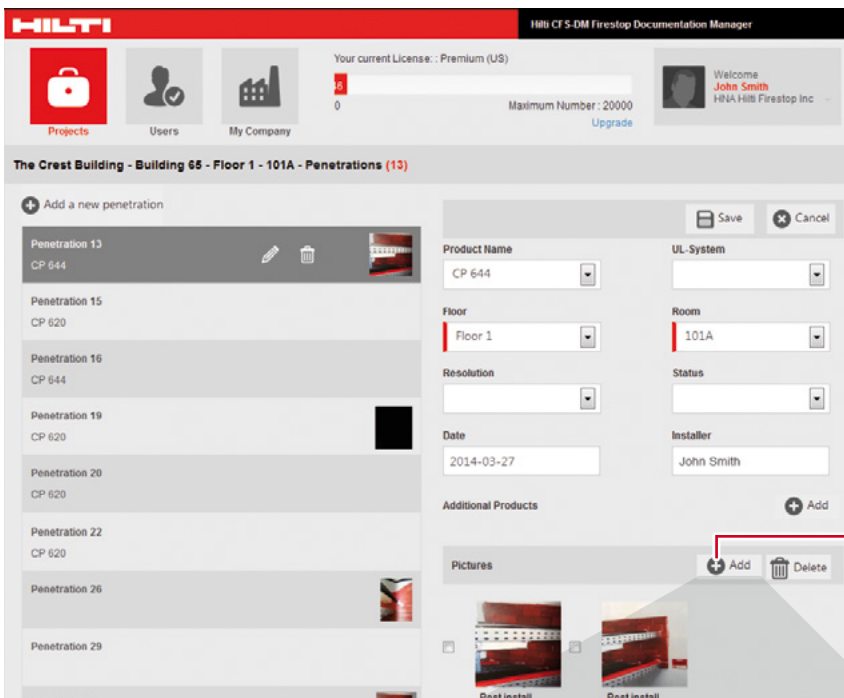 HILTI
Hilti CFS-DM Firestop Documentation Manager
Projects
Users
My Company
Your current License: : Premium (US)
0
Maximum Number : 20000
Upgrade
Welcome
John Smith
HNA Hilti Firestop Inc
The Crest Building - Building 65 - Floor 1 - 101A - Penetrations (13)
Add a new penetration
Penetration 13
CP 644
Penetration 15
CP 620
Penetration 16
CP 644
Penetration 19
CP 620
Penetration 20
CP 620
Penetration 22
CP 620
Penetration 26
Penetration 29
Save
Cancel
Product Name
UL-System
CP 644
Floor
Room
Floor 1
101A
Resolution
Status
Date
Installer
2014-03-27
John Smith
Additional Products
Add
Pictures
Add
Delete
Post install
Post install